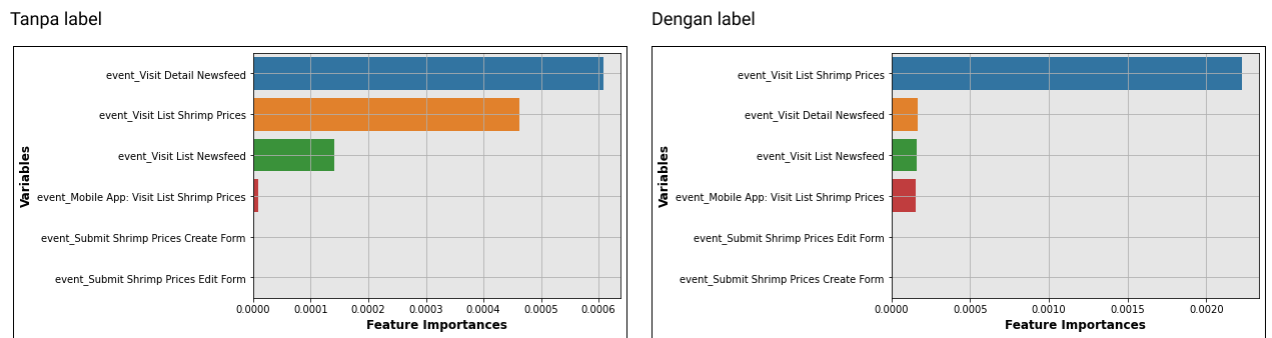 Tanpa label
Variables
event_Visit Detail Newsfeed
event_Visit List Shrimp Prices
event_Visit List Newsfeed
event_Mobile App: Visit List Shrimp Prices
event_Submit Shrimp Prices Create Form
event_Submit Shrimp Prices Edit Form
0.0000 0.0001 0.0002 0.0003 0.0004 0.0005 0.0006
Feature Importances
Dengan label
Variables
event_Visit List Shrimp Prices
event_Visit Detail Newsfeed
event_Visit List Newsfeed
event_Mobile App: Visit List Shrimp Prices
event_Submit Shrimp Prices Edit Form
event_Submit Shrimp Prices Create Form
0.0000 0.0005 0.0010 0.0015 0.0020
Feature Importances